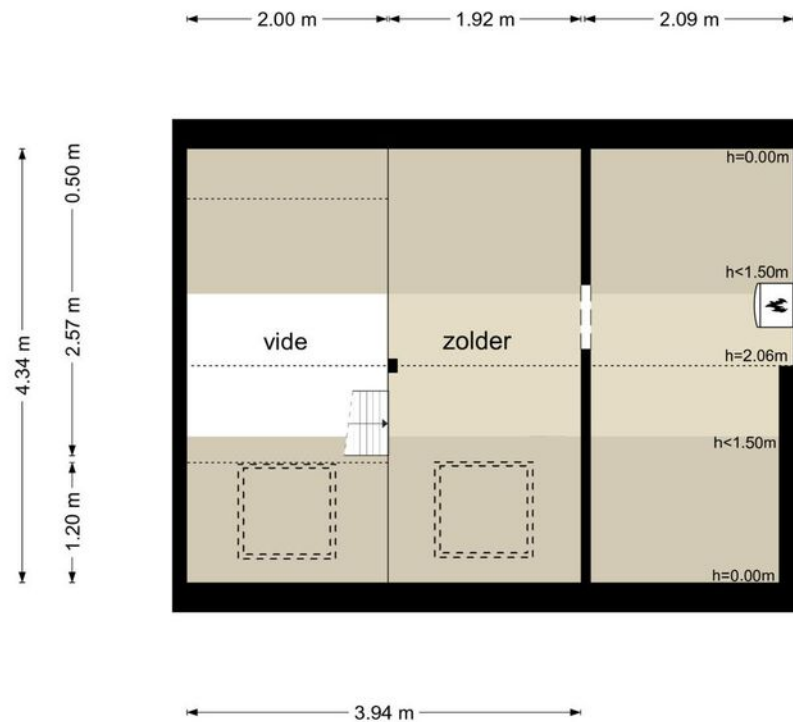 2.00 m
1.92 m
2.09 m
4.34 m
0.50 m
2.57 m
1.20 m
h=0.00m
h<1.50m
vide
zolder
h=2.06m
h<1.50m
h=0.00m
3.94 m